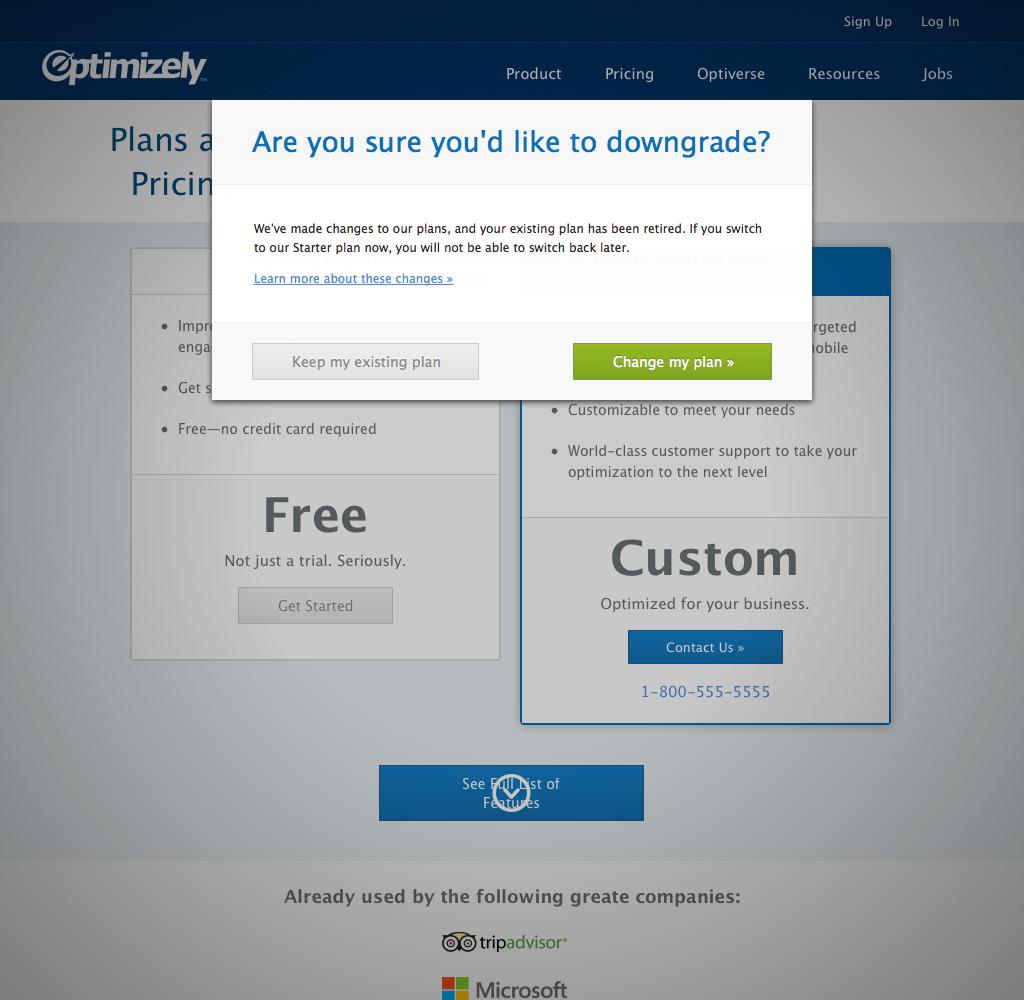 Sign Up Log In
Optimizely™
Product Pricing Optiverse Resources Jobs
Plans a
Pricin
Are you sure you'd like to downgrade?
We've made changes to our plans, and your existing plan has been retired. If you switch
to our Starter plan now, you will not be able to switch back later.
Learn more about these changes »
Keep my existing plan
Change my plan »
Impr
enga
Get s
Free—no credit card required
Free
Not just a trial. Seriously.
Get Started
rgeted
obile
Customizable to meet your needs
World-class customer support to take your
optimization to the next level
Custom
Optimized for your business.
Contact Us »
1-800-555-5555
See Full List of
Features
Already used by the following greate companies:
tripadvisor®
Microsoft